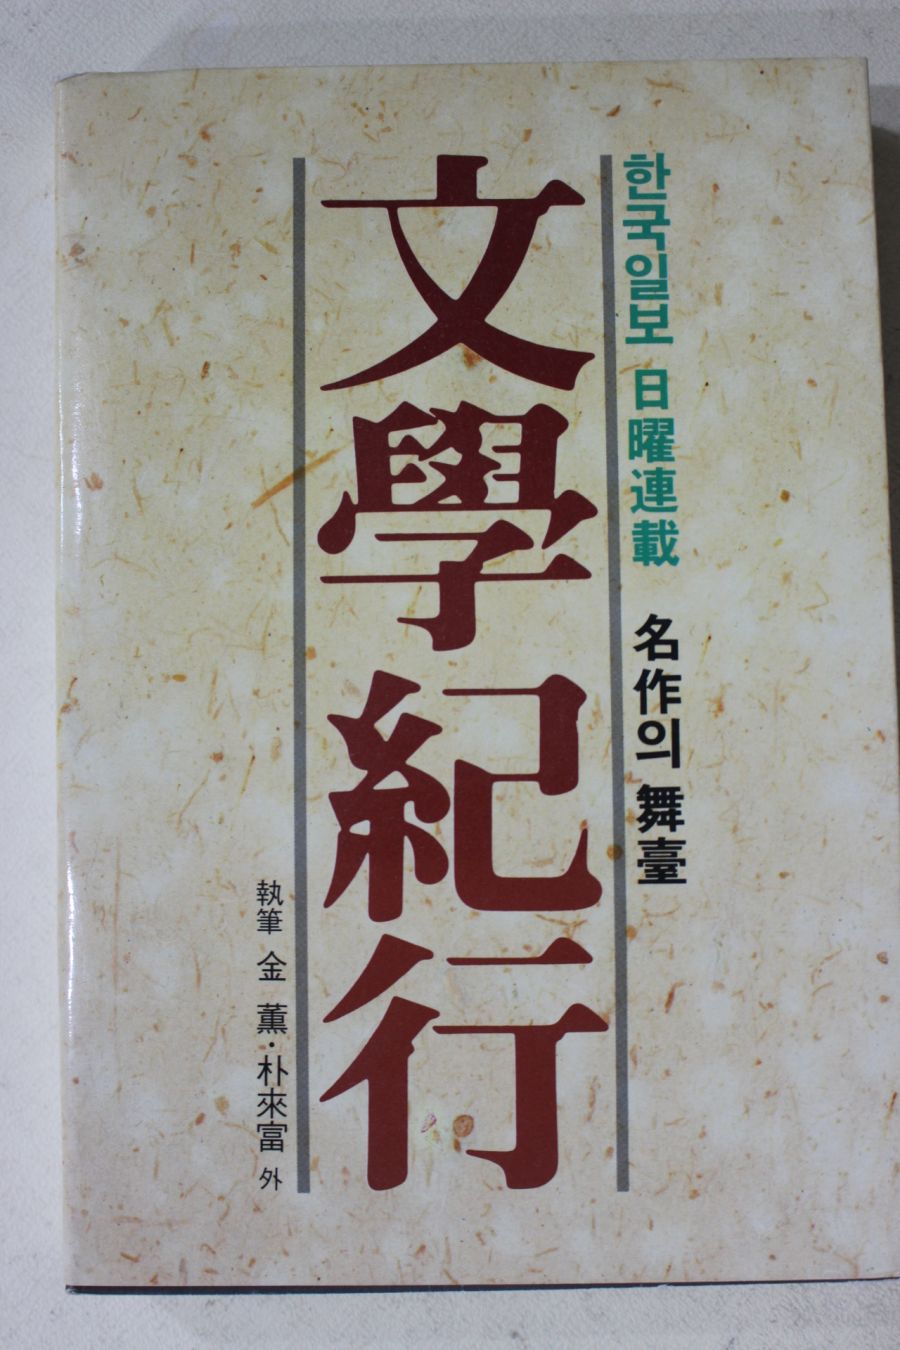 한국일보 日曜連載 名作의 舞臺
文學紀行
執筆 金 薰·朴來富 外